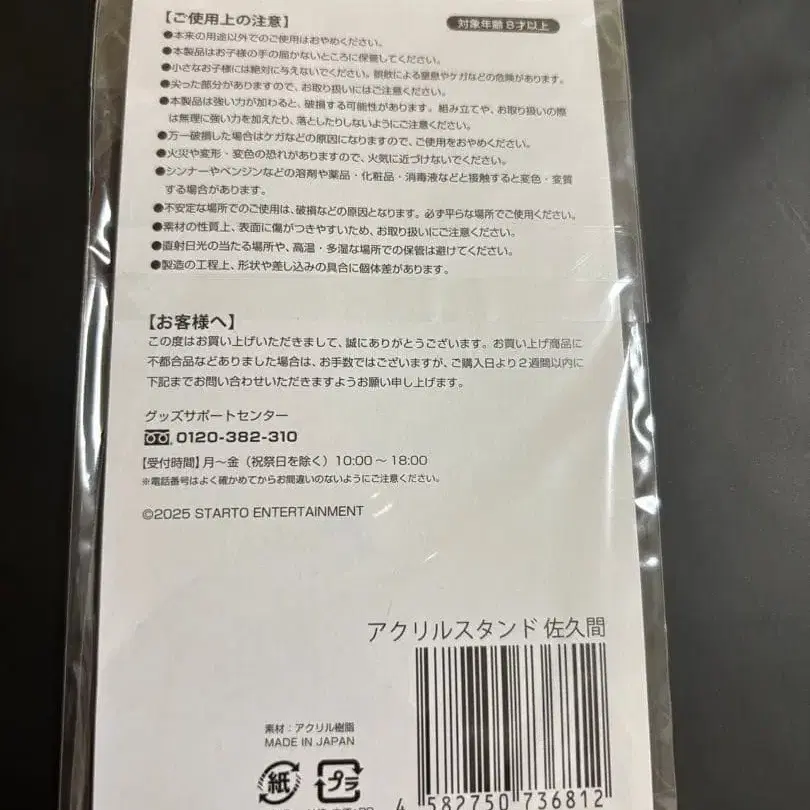 【ご使用上の注意】
対象年齢8才以上
●本来の用途以外でのご使用はおやめください。
●本製品はお子様の手の届かないところに保管してください。
●小さなお子様には絶対に与えないでください。誤飲による窒息やケガなどの危険があります。
●尖った部分がありますので、お取り扱いにはご注意ください。
●本製品は強い力が加わると、破損する可能性があります。組み立てや、お取り扱いの際
は無理に強い力を加えたり、落としたりしないようにご注意ください。
●万一破損した場合はケガなどの原因になりますので、ご使用をおやめください。
●火災や変形・変色の恐れがありますので、火気に近づけないでください。
●シンナーやベンジンなどの溶剤や薬品・化粧品・消毒液などと接触すると変色・変質
する場合があります。
●不安定な場所でのご使用は、破損などの原因となります。必ず平らな場所でご使用ください。
●素材の性質上、表面に傷がつきやすいため、お取り扱いにご注意ください。
●直射日光の当たる場所や、高温・多湿な場所での保管は避けてください。
●製造の工程上、形状や差し込みの具合に個体差があります。
【お客様へ】
この度はお買い上げいただきまして、誠にありがとうございます。お買い上げ商品に
不都合品などありました場合は、お手数ではございますが、ご購入日より2週間以内に
下記までお問い合わせいただきますようお願い申し上げます。
グッズサポートセンター
0120-382-310
【受付時間】月～金（祝祭日を除く）10:00～18:00
※電話番号はよく確かめてからお間違いのないようにご注意ください。
©2025 STARTO ENTERTAINMENT
アクリルスタンド 佐久間
素材：アクリル樹脂
MADE IN JAPAN
紙
プラ
4 582750 736812